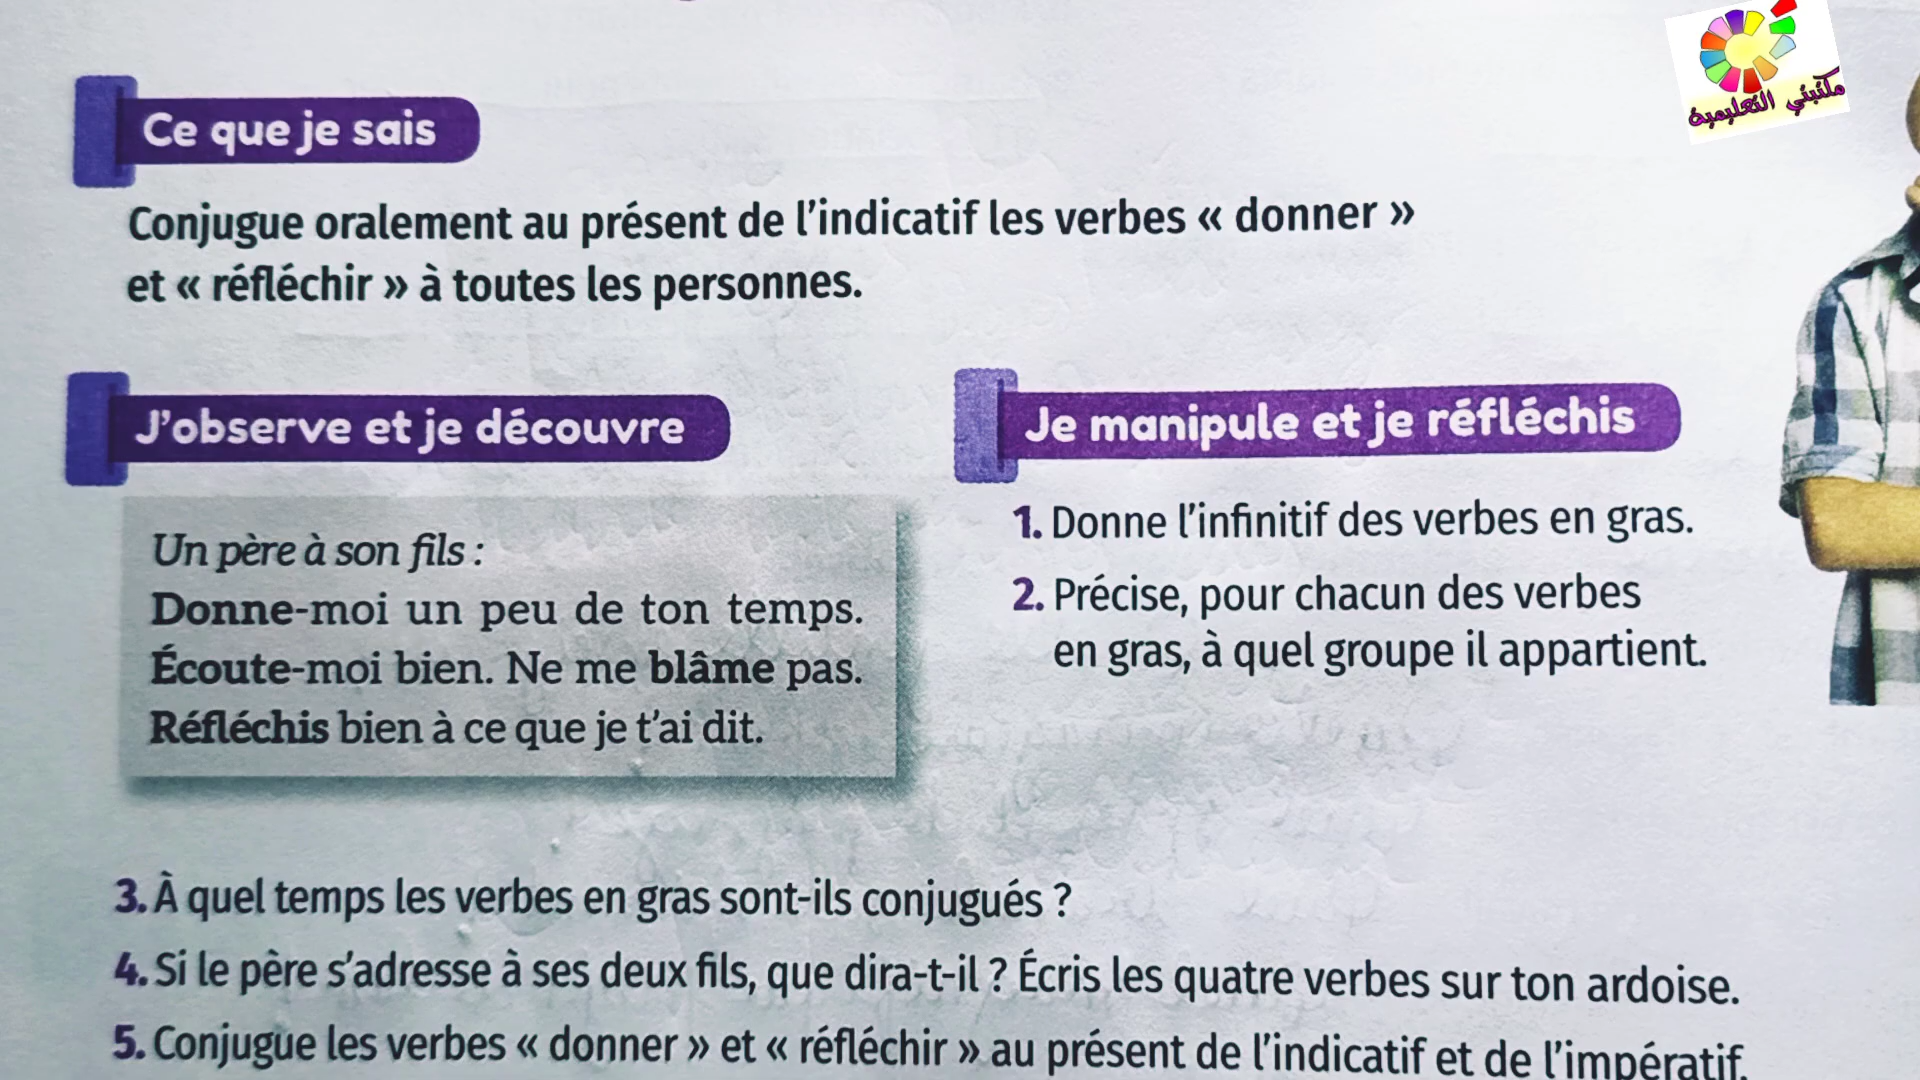 مكتبتي التعليمية
Ce que je sais
Conjugue oralement au présent de l'indicatif les verbes « donner »
et « réfléchir » à toutes les personnes.
J'observe et je découvre
Un père à son fils :
Donne-moi un peu de ton temps.
Écoute-moi bien. Ne me blâme pas.
Réfléchis bien à ce que je t'ai dit.
Je manipule et je réfléchis
1. Donne l'infinitif des verbes en gras.
2. Précise, pour chacun des verbes
en gras, à quel groupe il appartient.
3. À quel temps les verbes en gras sont-ils conjugués ?
4. Si le père s'adresse à ses deux fils, que dira-t-il ? Écris les quatre verbes sur ton ardoise.
5. Conjugue les verbes « donner » et « réfléchir » au présent de l'indicatif et de l'impératif.